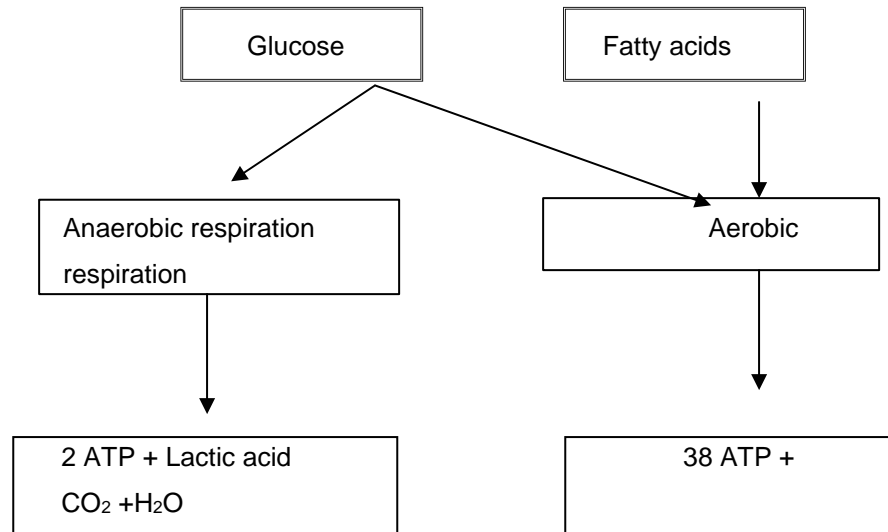 Glucose
Fatty acids
Anaerobic respiration
respiration
Aerobic
2 ATP + Lactic acid
CO₂ +H₂O
38 ATP +